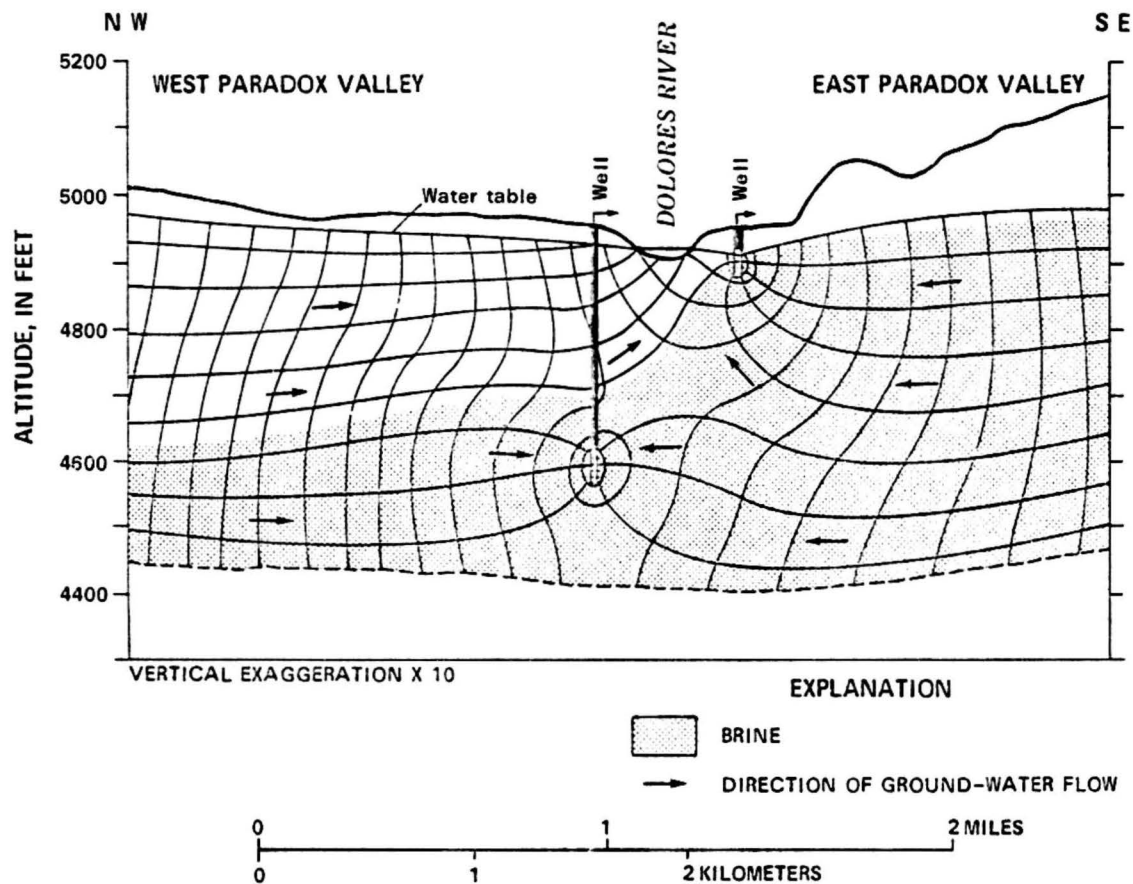 N W
S E
5200
WEST PARADOX VALLEY
DOLORES RIVER
EAST PARADOX VALLEY
Well
Well
5000
Water table
ALTITUDE, IN FEET
4800
4600
4400
VERTICAL EXAGGERATION X 10
EXPLANATION
BRINE
DIRECTION OF GROUND-WATER FLOW
0 1 2 MILES
0 1 2 KILOMETERS